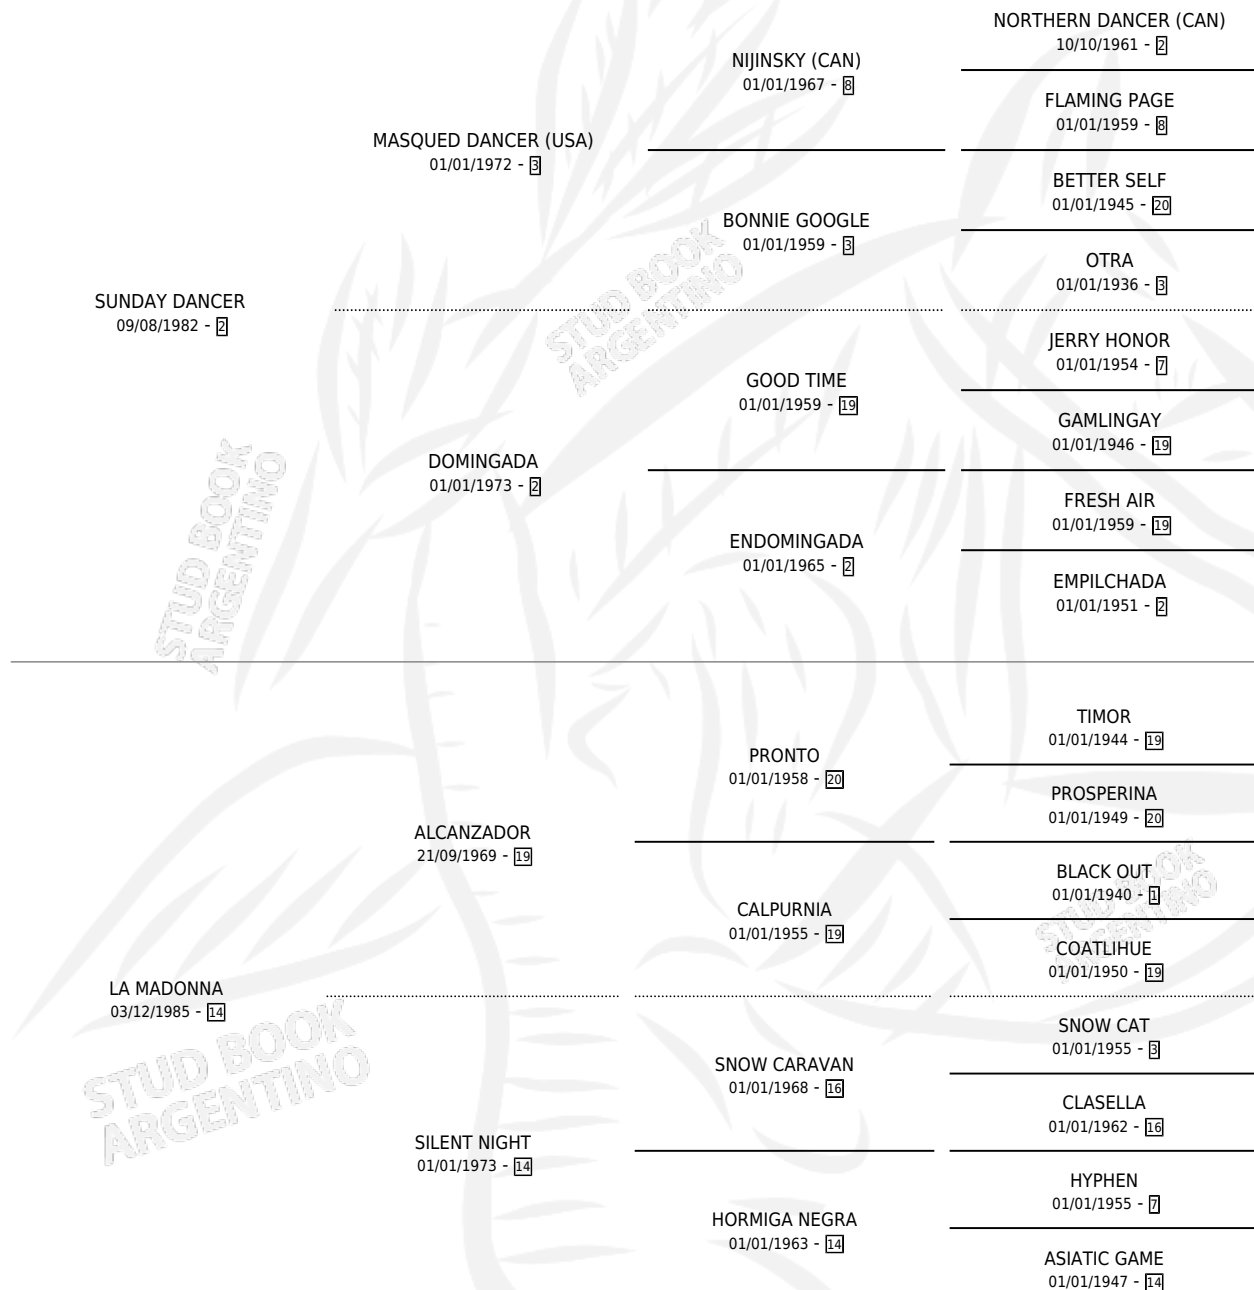 NORTHERN DANCER (CAN)
10/10/1961 - 2
NIJINSKY (CAN)
01/01/1967 - 8
FLAMING PAGE
01/01/1959 - 8
MASQUED DANCER (USA)
01/01/1972 - 3
BETTER SELF
01/01/1945 - 20
BONNIE GOOGLE
01/01/1959 - 3
OTRA
01/01/1936 - 3
SUNDAY DANCER
09/08/1982 - 2
JERRY HONOR
01/01/1954 - 7
GOOD TIME
01/01/1959 - 19
GAMLINGAY
01/01/1946 - 19
DOMINGADA
01/01/1973 - 2
FRESH AIR
01/01/1959 - 19
ENDOMINGADA
01/01/1965 - 2
EMPILCHADA
01/01/1951 - 2
TIMOR
01/01/1944 - 19
PRONTO
01/01/1958 - 20
PROSPERINA
01/01/1949 - 20
ALCANZADOR
21/09/1969 - 19
BLACK OUT
01/01/1940 - 1
CALPURNIA
01/01/1955 - 19
COATLIHUE
01/01/1950 - 19
LA MADONNA
03/12/1985 - 14
SNOW CAT
01/01/1955 - 3
SNOW CARAVAN
01/01/1968 - 16
CLASELLA
01/01/1962 - 16
SILENT NIGHT
01/01/1973 - 14
HYPHEN
01/01/1955 - 7
HORMIGA NEGRA
01/01/1963 - 14
ASIATIC GAME
01/01/1947 - 14
STUD BOOK
ARGENTINO
STUD BOOK
ARGENTINO
STUD BOOK
ARGENTINO
STUD BOOK
ARGENTINO